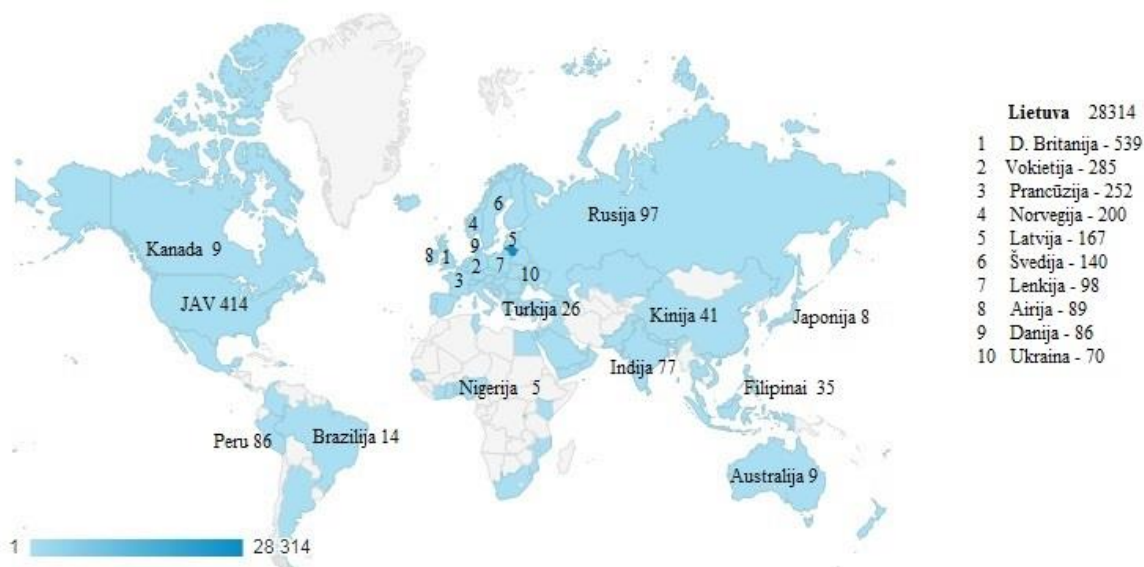 6
Rusija 97
4
9
5
Kanada 9
8
1
2
7
10
3
JAV 414
Turkija 26
Kinija 41
Japonija 8
Indija 77
Nigerija 5
Filipinai 35
Peru 86
Brazilija 14
Australija 9
1
28 314
Lietuva 28314
1 D. Britanija - 539
2 Vokietija - 285
3 Prancūzija - 252
4 Norvegija - 200
5 Latvija - 167
6 Švedija - 140
7 Lenkija - 98
8 Airija - 89
9 Danija - 86
10 Ukraina - 70